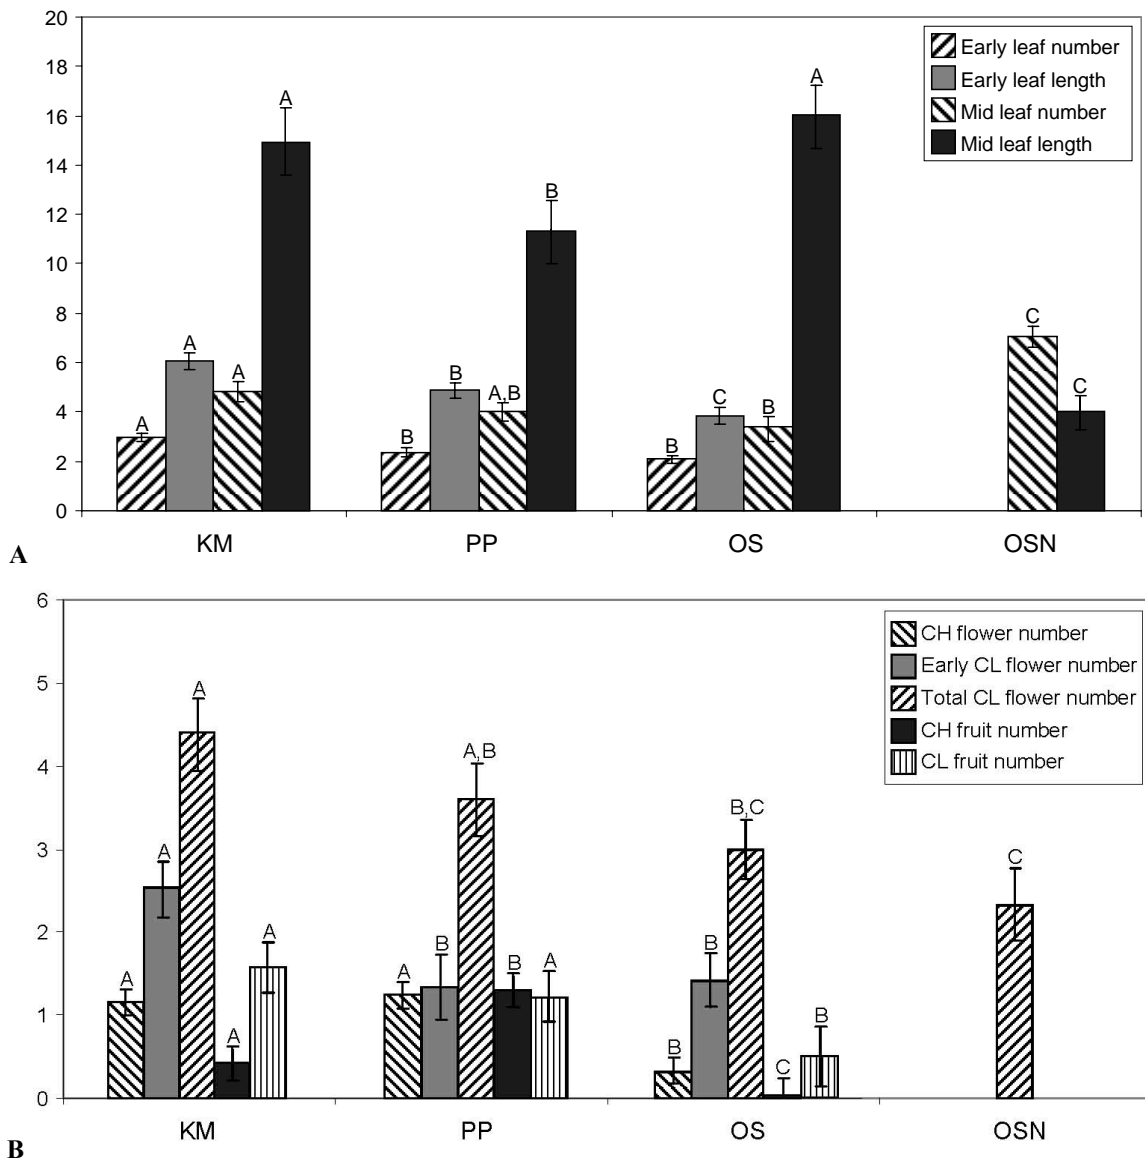 20
18
16
14
12
10
8
6
4
2
0
Early leaf number
Early leaf length
Mid leaf number
Mid leaf length
A A A A
B B A,B B
B C B A
C C
KM PP OS OSN
A
6
5
4
3
2
1
0
CH flower number
Early CL flower number
Total CL flower number
CH fruit number
CL fruit number
A A A A A
A B A,B B A
B B B,C C B
C
KM PP OS OSN
B